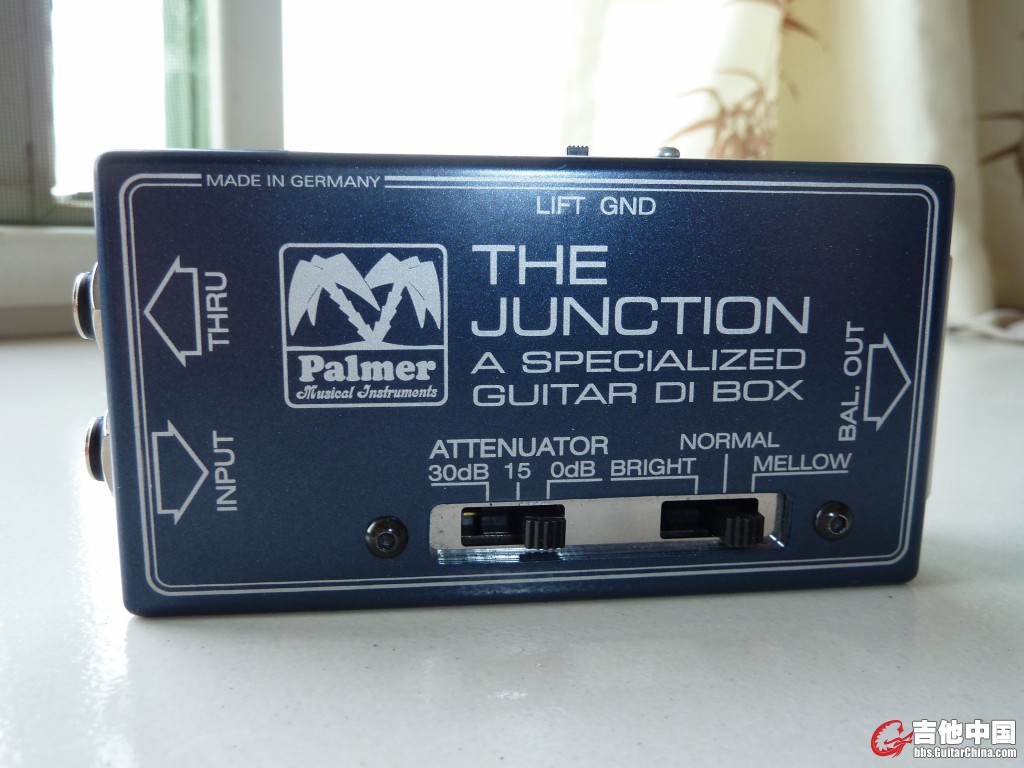 MADE IN GERMANY
LIFT GND
THRU
INPUT
Palmer
Musical Instruments
THE
JUNCTION
A SPECIALIZED
GUITAR DI BOX
BAL. OUT
ATTENUATOR
30dB 15 0dB
NORMAL
BRIGHT MELLOW
吉他中国
bbs.GuitarChina.com